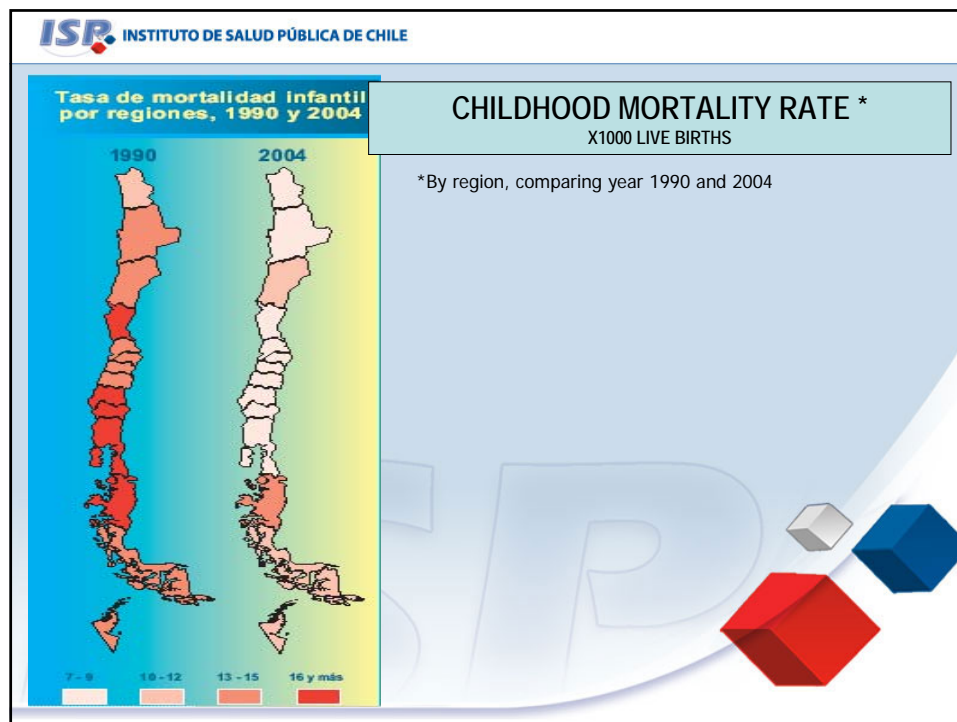 ISP INSTITUTO DE SALUD PÚBLICA DE CHILE
Tasa de mortalidad infantil
por regiones, 1990 y 2004
CHILDHOOD MORTALITY RATE *
X1000 LIVE BIRTHS
1990 2004
*By region, comparing year 1990 and 2004
7 - 9 10 - 12 13 - 15 16 y más
ISP